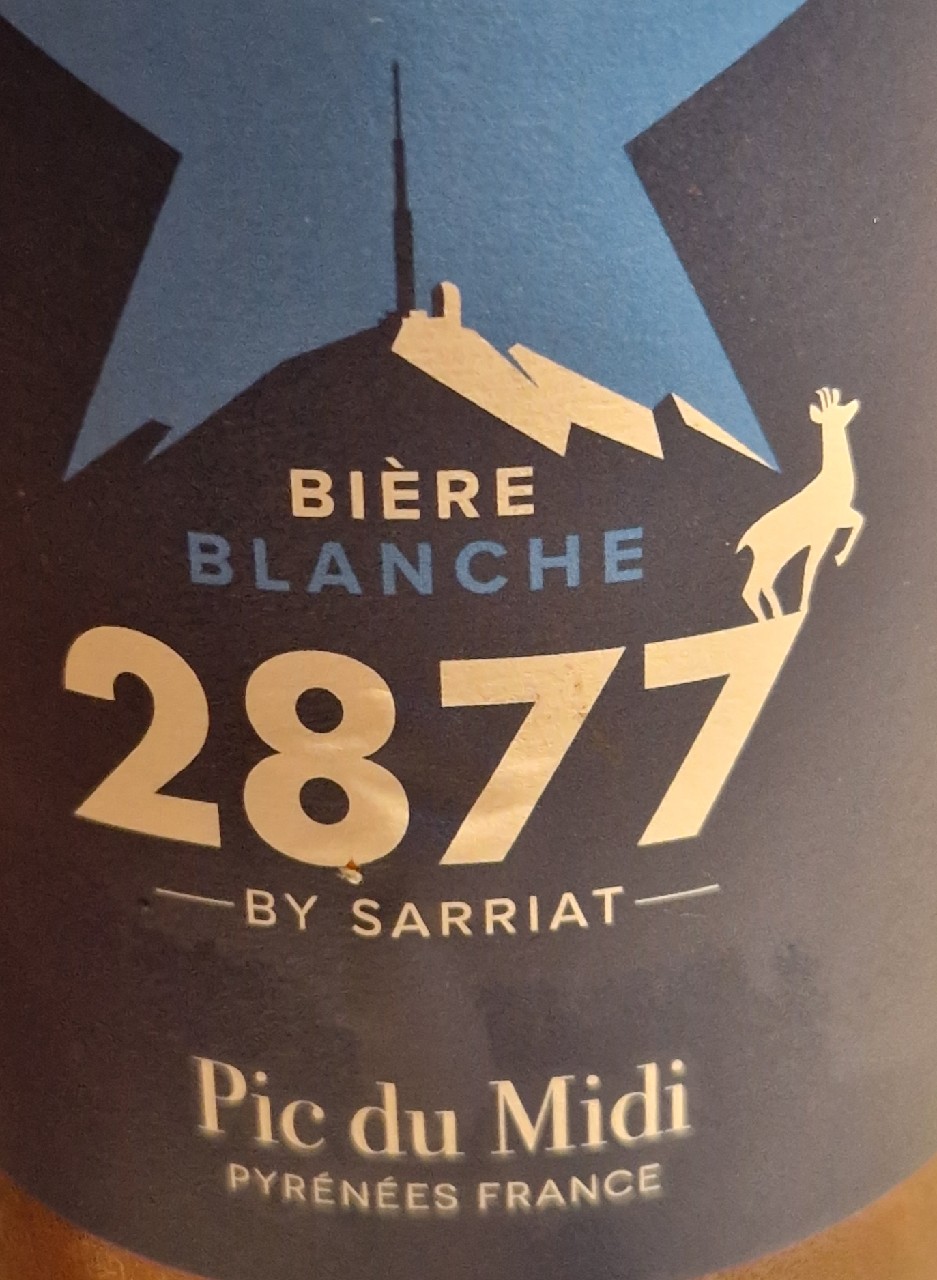 BIÈRE
BLANCHE
2877
BY SARRIAT
Pic du Midi
PYRÉNÉES FRANCE